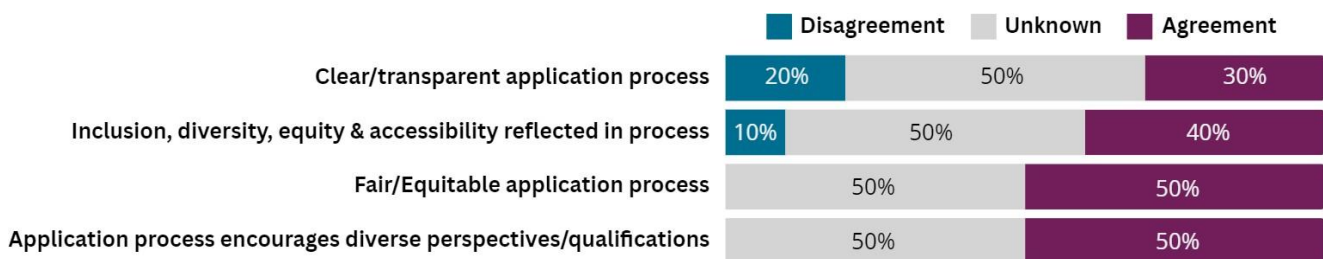 Disagreement Unknown Agreement
Clear/transparent application process 20% 50% 30%
Inclusion, diversity, equity & accessibility reflected in process 10% 50% 40%
Fair/Equitable application process 50% 50%
Application process encourages diverse perspectives/qualifications 50% 50%